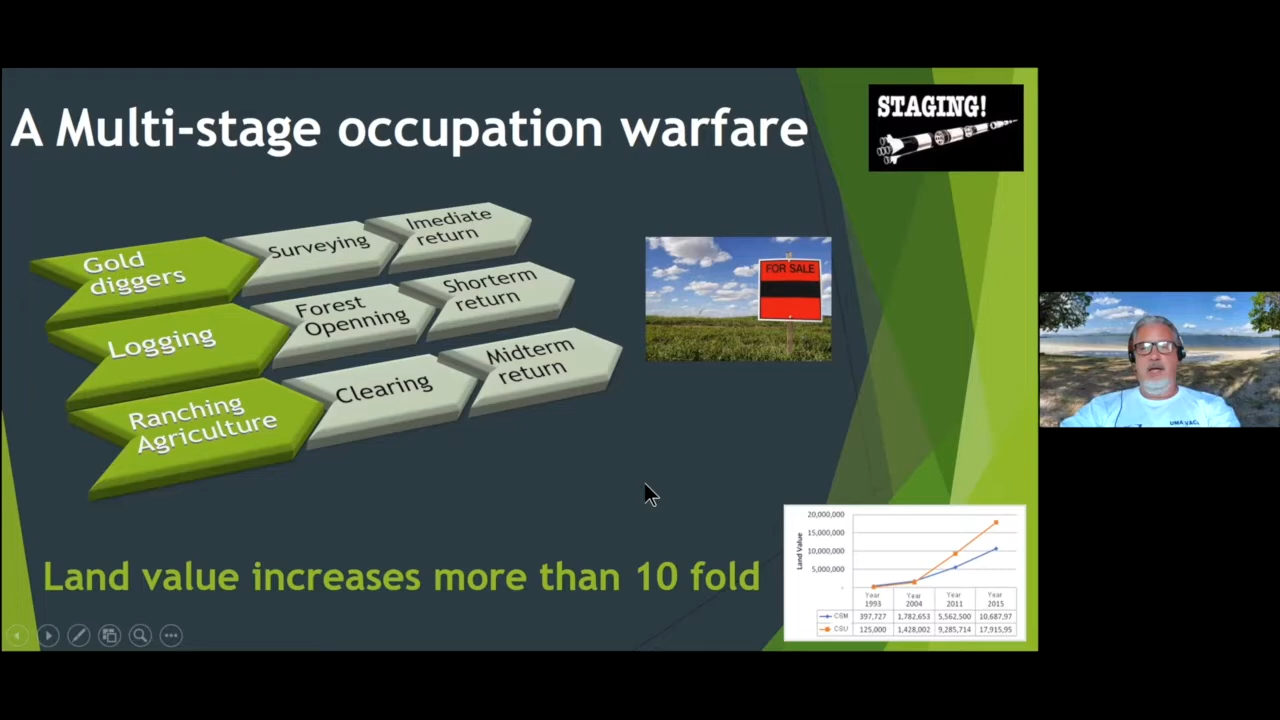 A Multi-stage occupation warfare
STAGING!
Gold
diggers
Surveying
Imediate
return
Logging
Forest
Openning
Shorterm
return
Ranching
Agriculture
Clearing
Midterm
return
FOR SALE
Land value increases more than 10 fold
20,000,000
15,000,000
10,000,000
5,000,000
-
Land Value
Year
1993
Year
2004
Year
2011
Year
2015
CSM 397,727 1,782,653 5,562,500 10,687,97
CSU 125,000 1,428,002 9,285,714 17,915,95